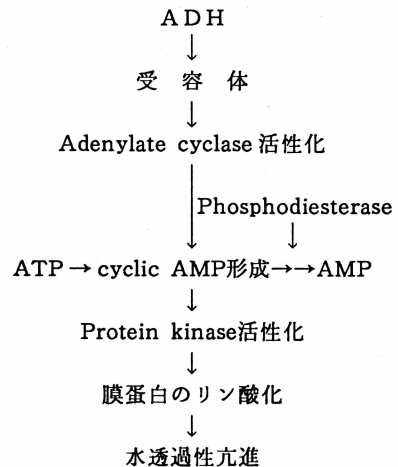 ADH
↓
受容体
↓
Adenylate cyclase 活性化
Phosphodiesterase
↓
ATP → cyclic AMP形成→→AMP
↓
Protein kinase活性化
↓
膜蛋白のリン酸化
↓
水透過性亢進